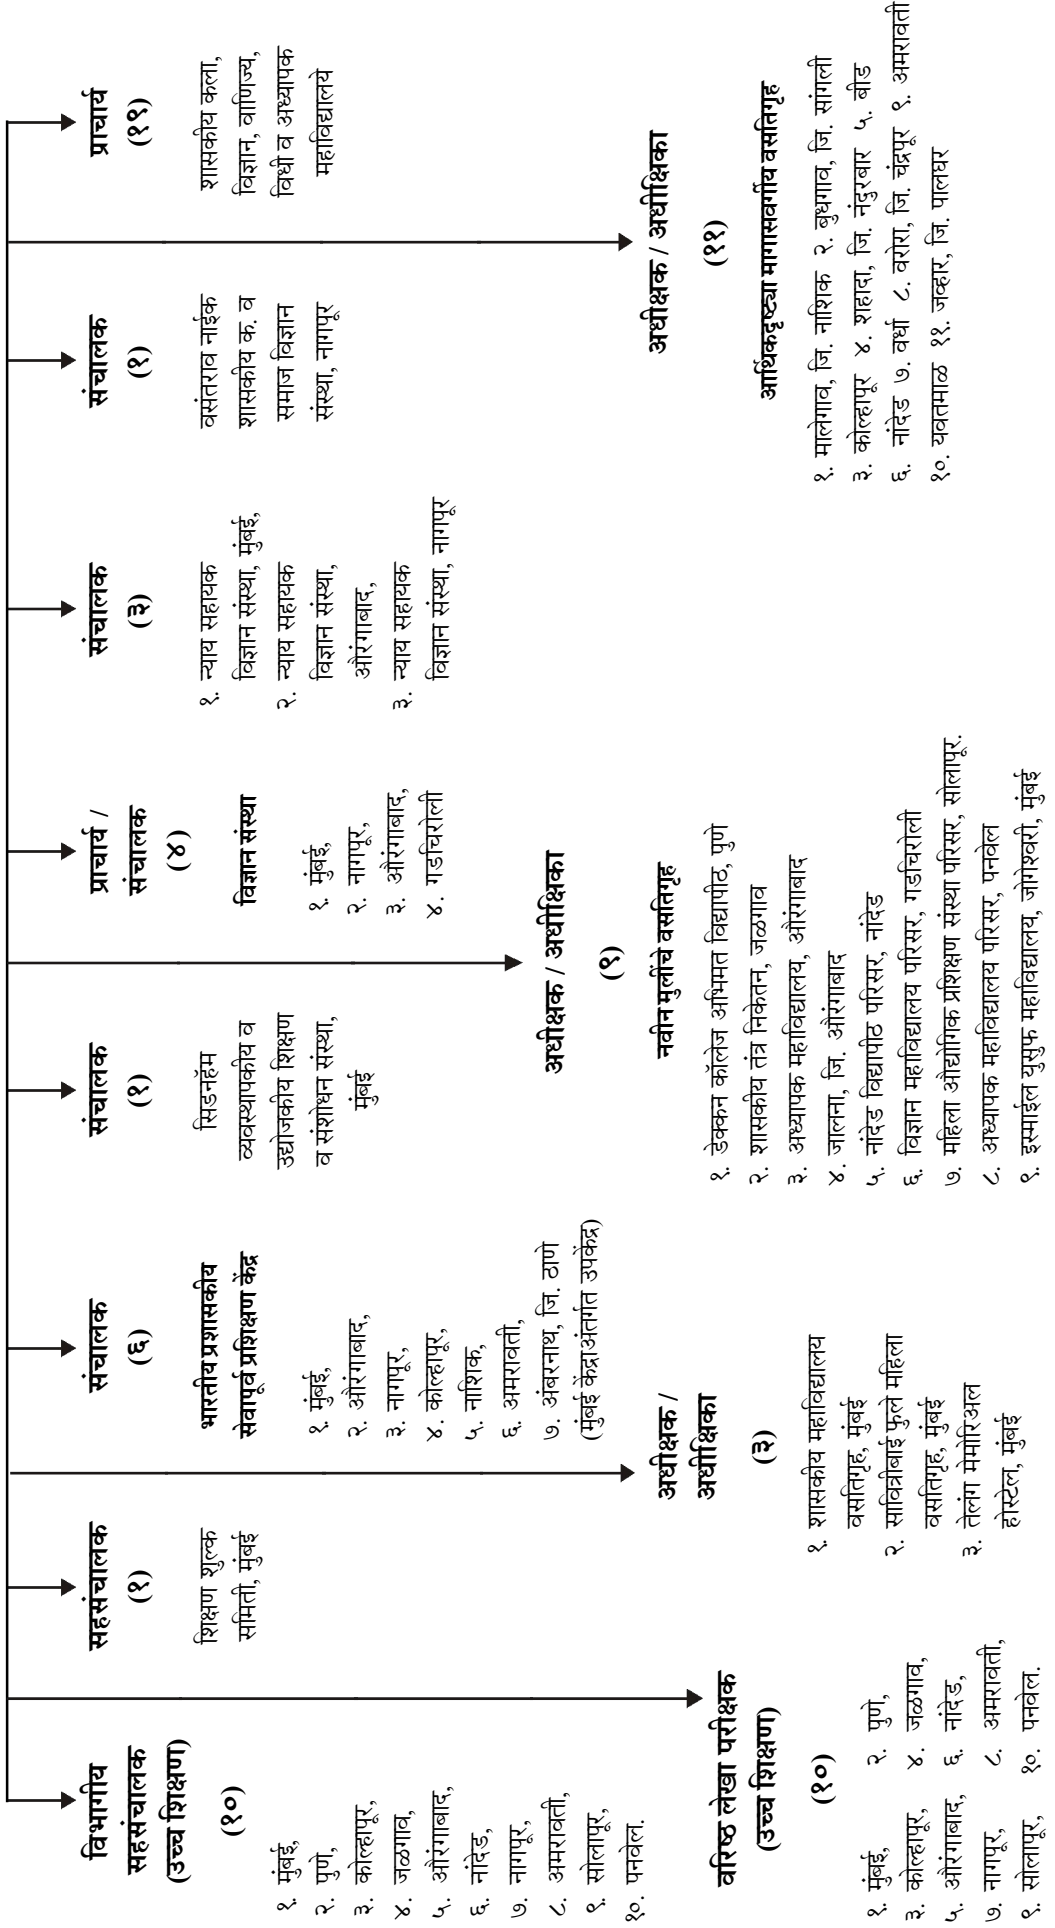 विभागीय
सहसंचालक
(उच्च शिक्षण)
(१०)
१. मुंबई,
२. पुणे,
३. कोल्हापूर,
४. जळगाव,
५. औरंगाबाद,
६. नांदेड,
७. नागपूर,
८. अमरावती,
९. सोलापूर,
१०. पनवेल.
वरिष्ठ लेखा परीक्षक
(उच्च शिक्षण)
(१०)
१. मुंबई, २. पुणे,
३. कोल्हापूर, ४. जळगाव,
५. औरंगाबाद, ६. नांदेड,
७. नागपूर, ८. अमरावती,
९. सोलापूर, १०. पनवेल.
सहसंचालक
(१)
शिक्षण शुल्क
समिती, मुंबई
अधीक्षक /
अधीक्षिका
(३)
१. शासकीय महाविद्यालय
वसतिगृह, मुंबई
२. सावित्रीबाई फुले महिला
वसतिगृह, मुंबई
३. तेलंग मेमोरिअल
होस्टेल, मुंबई
संचालक
(६)
भारतीय प्रशासकीय
सेवापूर्व प्रशिक्षण केंद्र
१. मुंबई,
२. औरंगाबाद,
३. नागपूर,
४. कोल्हापूर,
५. नाशिक,
६. अमरावती,
७. अंबरनाथ, जि. ठाणे
(मुंबई केंद्राअंतर्गत उपकेंद्र)
संचालक
(१)
सिडनहॅम
व्यवस्थापकीय व
उद्योजकीय शिक्षण
व संशोधन संस्था,
मुंबई
अधीक्षक / अधीक्षिका
(९)
नवीन मुलींचे वसतिगृह
१. डेक्कन कॉलेज अभिमत विद्यापीठ, पुणे
२. शासकीय तंत्र निकेतन, जळगाव
३. अध्यापक महाविद्यालय, औरंगाबाद
४. जालना, जि. औरंगाबाद
५. नांदेड विद्यापीठ परिसर, नांदेड
६. विज्ञान महाविद्यालय परिसर, गडचिरोली
७. महिला औद्योगिक प्रशिक्षण संस्था परिसर, सोलापूर.
८. अध्यापक महाविद्यालय परिसर, पनवेल
९. इस्माईल युसुफ महाविद्यालय, जोगेश्वरी, मुंबई
प्राचार्य /
संचालक
(४)
विज्ञान संस्था
१. मुंबई,
२. नागपूर,
३. औरंगाबाद,
४. गडचिरोली
संचालक
(३)
१. न्याय सहायक
विज्ञान संस्था, मुंबई,
२. न्याय सहायक
विज्ञान संस्था,
औरंगाबाद,
३. न्याय सहायक
विज्ञान संस्था, नागपूर
संचालक
(१)
वसंतराव नाईक
शासकीय क. व
समाज विज्ञान
संस्था, नागपूर
अधीक्षक / अधीक्षिका
(११)
आर्थिकदृष्ट्या मागासवर्गीय वसतिगृह
१. मालेगाव, जि. नाशिक २. बुधगाव, जि. सांगली
३. कोल्हापूर ४. शहादा, जि. नंदुरबार ५. बीड
६. नांदेड ७. वर्धा ८. वरोरा, जि. चंद्रपूर ९. अमरावती
१०. यवतमाळ ११. जव्हार, जि. पालघर
प्राचार्य
(१९)
शासकीय कला,
विज्ञान, वाणिज्य,
विधी व अध्यापक
महाविद्यालये